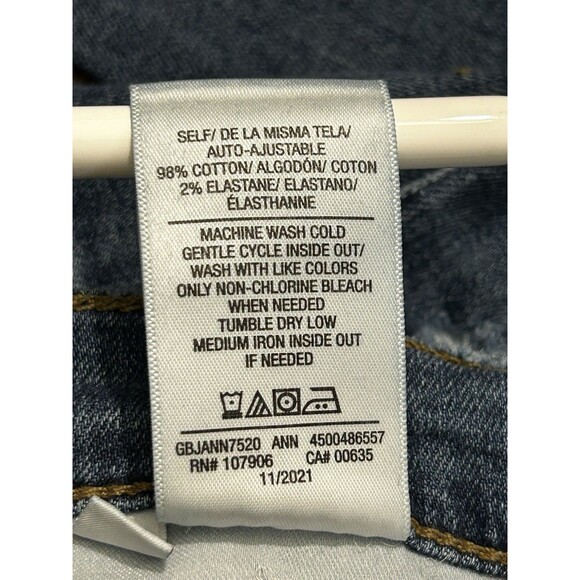 SELF/ DE LA MISMA TELA/
AUTO-AJUSTABLE
98% COTTON/ ALGODÓN/ COTON
2% ELASTANE/ ELASTANO/
ÉLASTHANNE
MACHINE WASH COLD
GENTLE CYCLE INSIDE OUT/
WASH WITH LIKE COLORS
ONLY NON-CHLORINE BLEACH
WHEN NEEDED
TUMBLE DRY LOW
MEDIUM IRON INSIDE OUT
IF NEEDED
GBJANN7520 ANN 4500486557
RN# 107906 CA# 00635
11/2021